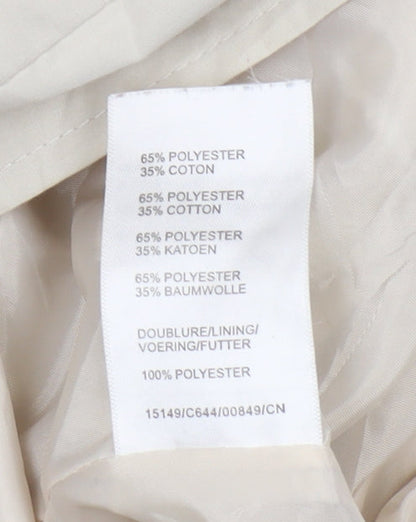 65% POLYESTER
35% COTON
65% POLYESTER
35% COTTON
65% POLYESTER
35% KATOEN
65% POLYESTER
35% BAUMWOLLE
DOUBLURE/LINING/
VOERING/FUTTER
100% POLYESTER
15149/C644/00849/CN